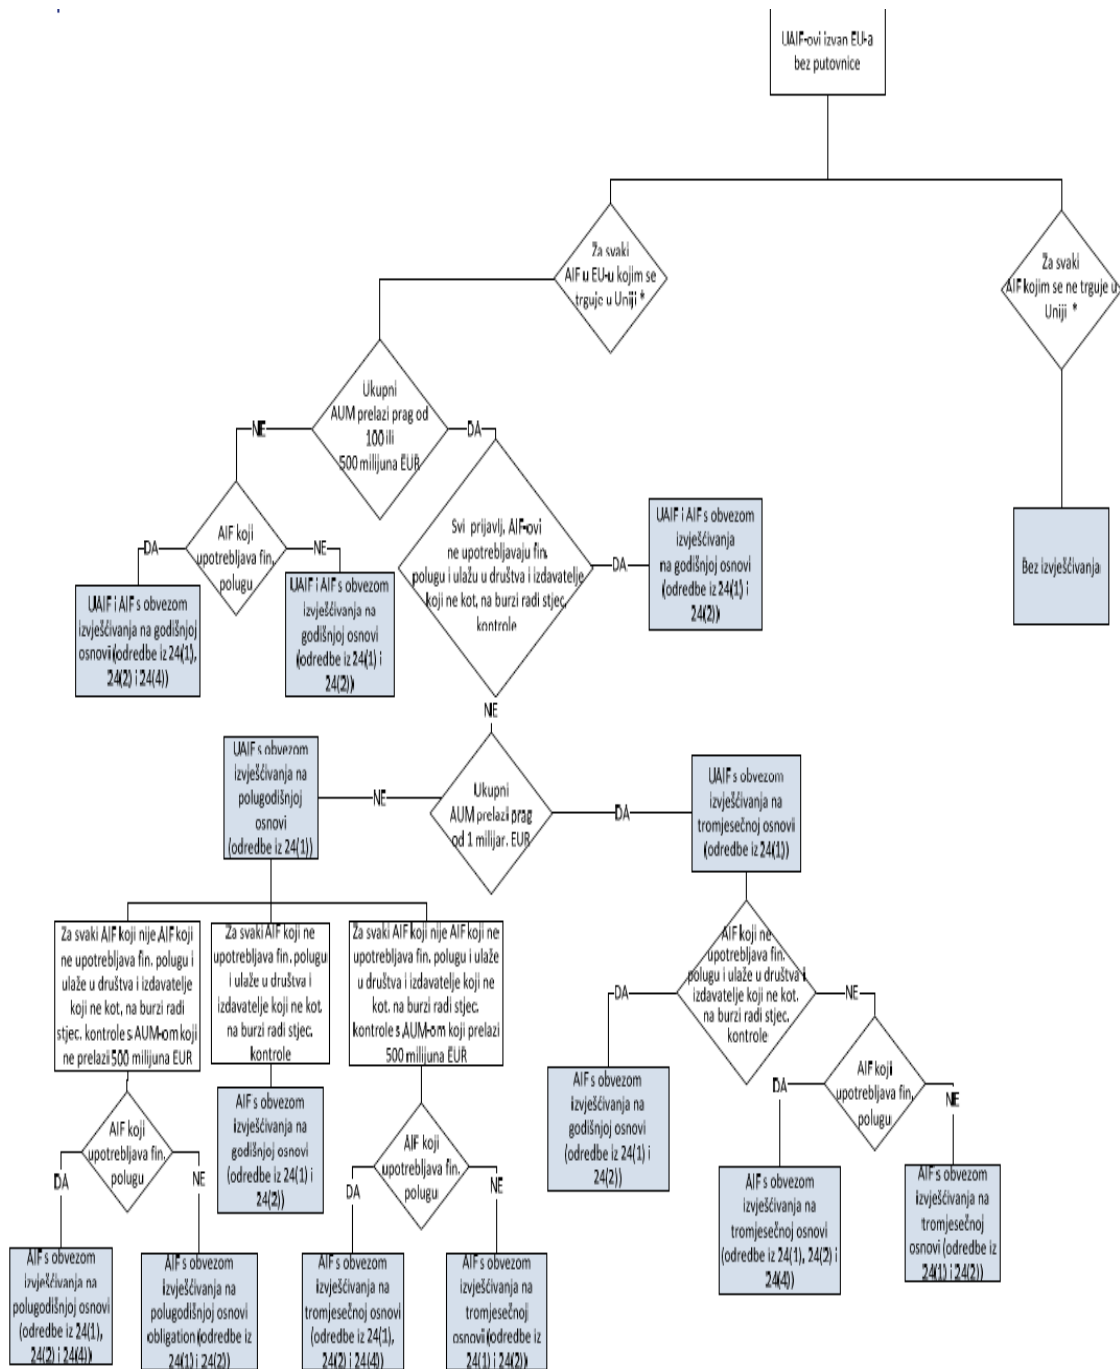 UAIF-ovi izvan EU-a
bez putovnice
Za svaki
AIF u EU-u kojim se
trguje u Uniji *
Za svaki
AIF kojim se ne trguje u
Uniji *
Ukupni
AUM prelazi prag od
100 ili
500 milijuna EUR
NE
DA
AIF koji
upotrebljava fin.
polugu
DA
NE
Svi prijavlj. AIF-ovi
ne upotrebljavaju fin.
polugu i ulažu u društva i izdavatelje
koji ne kot. na burzi radi stjec.
kontrole
DA
UAIF i AIF s obvezom
izvješćivanja
na godišnjoj osnovi
(odredbe iz 24(1) i
24(2))
Bez izvješćivanja
UAIF i AIF s obvezom
izvješćivanja na godišnjoj
osnovi (odredbe iz 24(1),
24(2) i 24(4))
UAIF i AIF s obvezom
izvješćivanja na
godišnjoj osnovi
(odredbe iz 24(1) i
24(2))
NE
UAIF s obvezom
izvješćivanja na
polugodišnjoj
osnovi
(odredbe iz 24(1))
NE
Ukupni
AUM prelazi prag
od 1 milijar. EUR
DA
UAIF s obvezom
izvješćivanja na
tromjesečnoj osnovi
(odredbe iz 24(1))
Za svaki AIF koji nije AIF koji
ne upotrebljava fin. polugu i
ulaže u društva i izdavatelje
koji ne kot. na burzi radi
stjec. kontrole s AUM-om koji
ne prelazi 500 milijuna EUR
Za svaki AIF koji ne
upotrebljava fin. polugu
i ulaže u društva i
izdavatelje koji ne kot.
na burzi radi stjec.
kontrole
Za svaki AIF koji nije AIF koji ne
upotrebljava fin. polugu i ulaže
u društva i izdavatelje koji ne
kot. na burzi radi stjec.
kontrole s AUM-om koji prelazi
500 milijuna EUR
AIF koji ne
upotrebljava fin.
polugu i ulaže u društva i
izdavatelje koji ne kot.
na burzi radi stjec.
kontrole
DA
NE
AIF koji
upotrebljava fin.
polugu
DA
NE
AIF s obvezom
izvješćivanja na
godišnjoj osnovi
(odredbe iz 24(1) i
24(2))
AIF koji
upotrebljava fin.
polugu
DA
NE
AIF koji
upotrebljava fin.
polugu
DA
NE
AIF s obvezom
izvješćivanja na
godišnjoj osnovi
(odredbe iz 24(1) i
24(2))
AIF s obvezom
izvješćivanja na
tromjesečnoj osnovi
(odredbe iz 24(1), 24(2) i
24(4))
AIF s obvezom
izvješćivanja na
tromjesečnoj
osnovi (odredbe iz
24(1) i 24(2))
AIF s obvezom
izvješćivanja na
polugodišnjoj osnovi
(odredbe iz 24(1),
24(2) i 24(4))
AIF s obvezom
izvješćivanja na
polugodišnjoj osnovi
obligation (odredbe iz
24(1) i 24(2))
AIF s obvezom
izvješćivanja na
tromjesečnoj osnovi
(odredbe iz 24(1),
24(2) i 24(4))
AIF s obvezom
izvješćivanja na
tromjesečnoj
osnovi (odredbe iz
24(1) i 24(2))